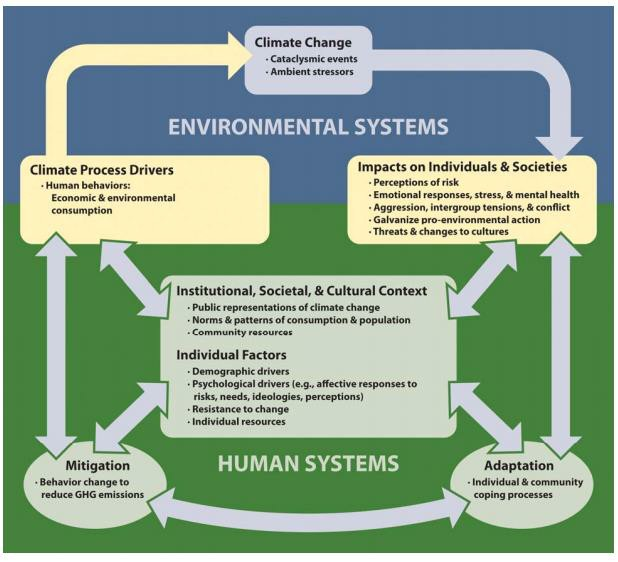 Climate Change
· Cataclysmic events
· Ambient stressors
ENVIRONMENTAL SYSTEMS
Climate Process Drivers
· Human behaviors:
Economic & environmental
consumption
Impacts on Individuals & Societies
· Perceptions of risk
· Emotional responses, stress, & mental health
· Aggression, intergroup tensions, & conflict
· Galvanize pro-environmental action
· Threats & changes to cultures
Institutional, Societal, & Cultural Context
· Public representations of climate change
· Norms & patterns of consumption & population
· Community resources
Individual Factors
· Demographic drivers
· Psychological drivers (e.g., affective responses to
risks, needs, ideologies, perceptions)
· Resistance to change
· Individual resources
HUMAN SYSTEMS
Mitigation
· Behavior change to
reduce GHG emissions
Adaptation
· Individual & community
coping processes